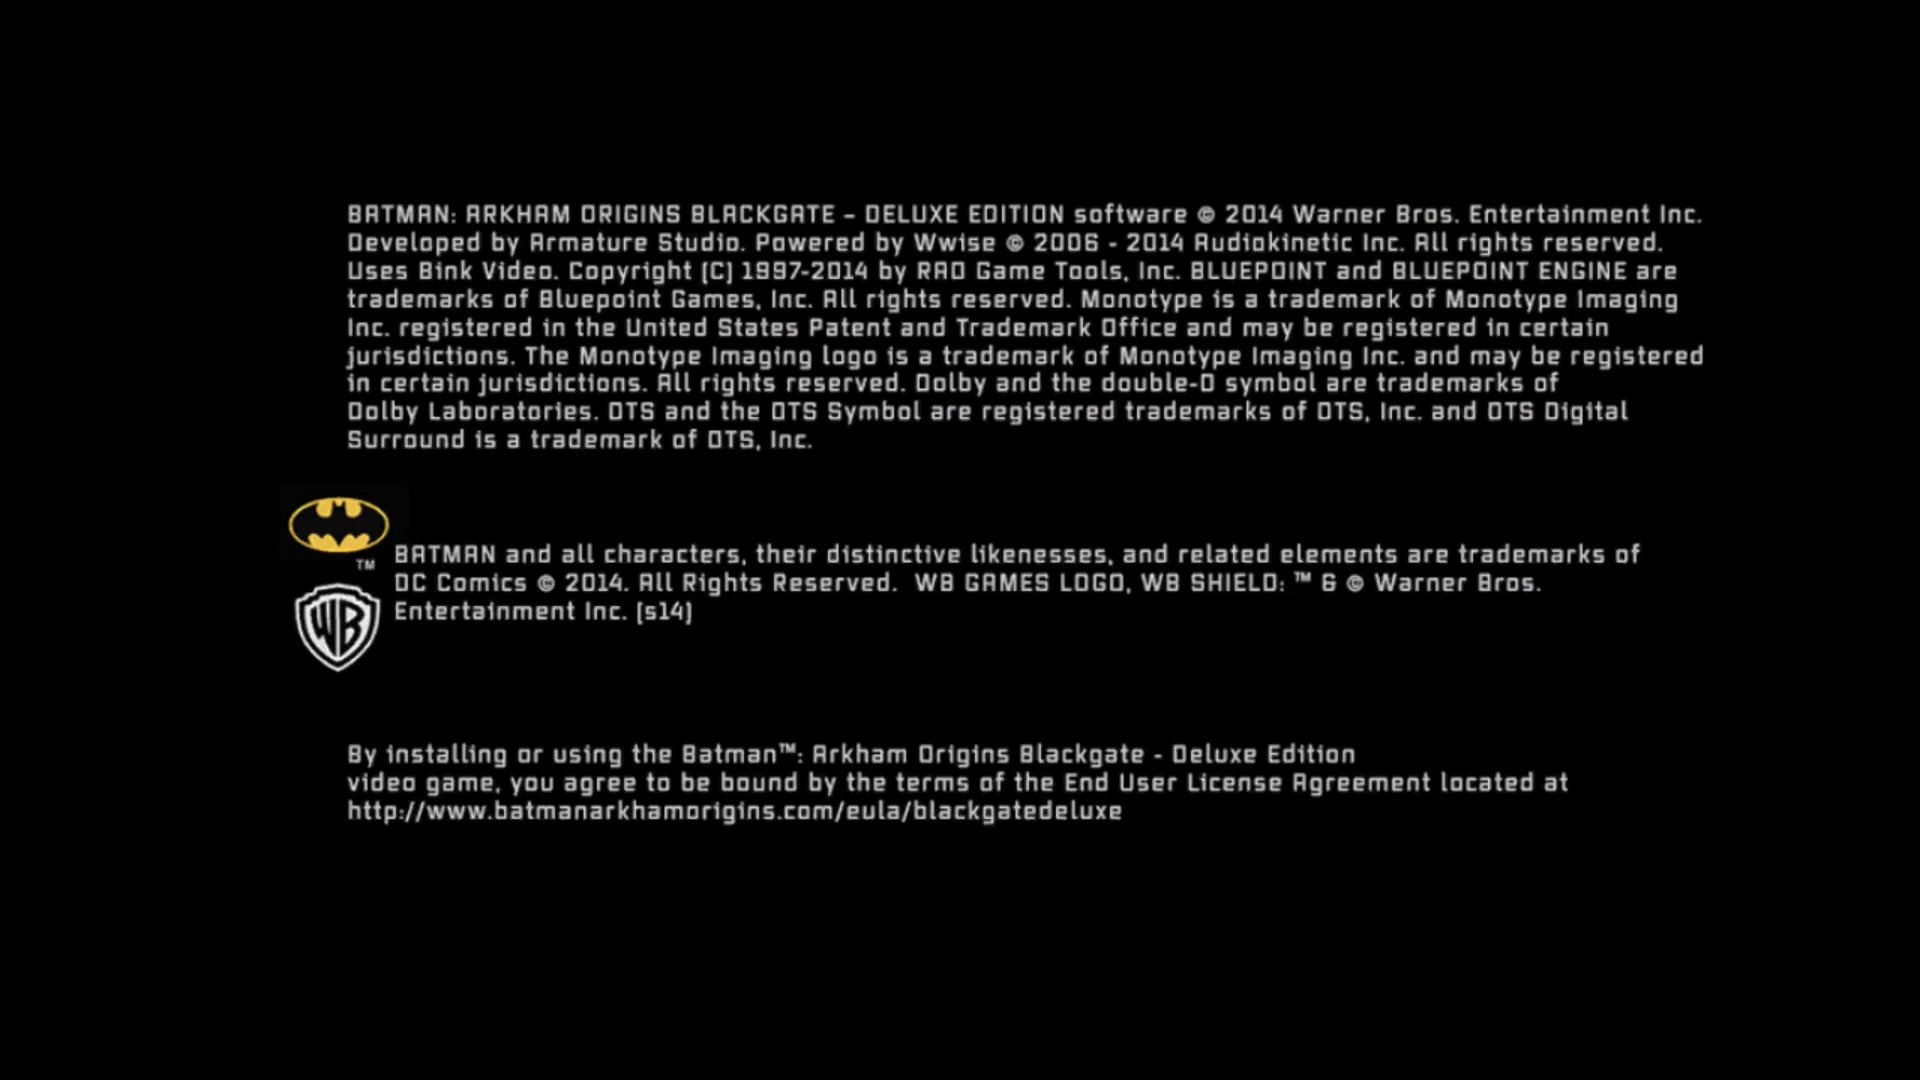 BATMAN: ARKHAM ORIGINS BLACKGATE – DELUXE EDITION software © 2014 Warner Bros. Entertainment Inc.
Developed by Armature Studio. Powered by Wwise © 2006 - 2014 Audiokinetic Inc. All rights reserved.
Uses Bink Video. Copyright (C) 1997-2014 by RAD Game Tools, Inc. BLUEPOINT and BLUEPOINT ENGINE are
trademarks of Bluepoint Games, Inc. All rights reserved. Monotype is a trademark of Monotype Imaging
Inc. registered in the United States Patent and Trademark Office and may be registered in certain
jurisdictions. The Monotype Imaging logo is a trademark of Monotype Imaging Inc. and may be registered
in certain jurisdictions. All rights reserved. Dolby and the double-D symbol are trademarks of
Dolby Laboratories. DTS and the DTS Symbol are registered trademarks of DTS, Inc. and DTS Digital
Surround is a trademark of DTS, Inc.
TM
BATMAN and all characters, their distinctive likenesses, and related elements are trademarks of
DC Comics © 2014. All Rights Reserved.  WB GAMES LOGO, WB SHIELD: ™ & © Warner Bros.
Entertainment Inc. (s14)
WB
By installing or using the Batman™: Arkham Origins Blackgate - Deluxe Edition
video game, you agree to be bound by the terms of the End User License Agreement located at
http://www.batmanarkhamorigins.com/eula/blackgatedeluxe